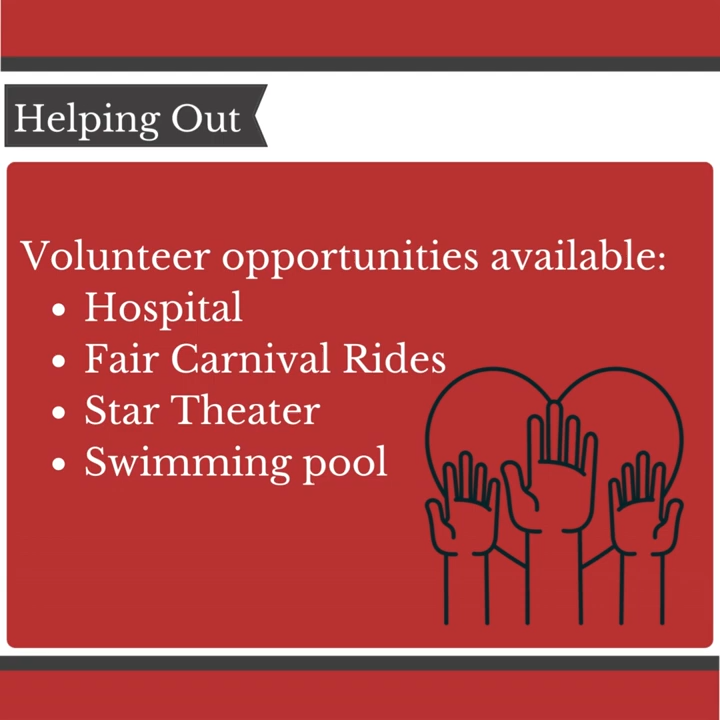 Helping Out
Volunteer opportunities available:
• Hospital
• Fair Carnival Rides
• Star Theater
• Swimming pool